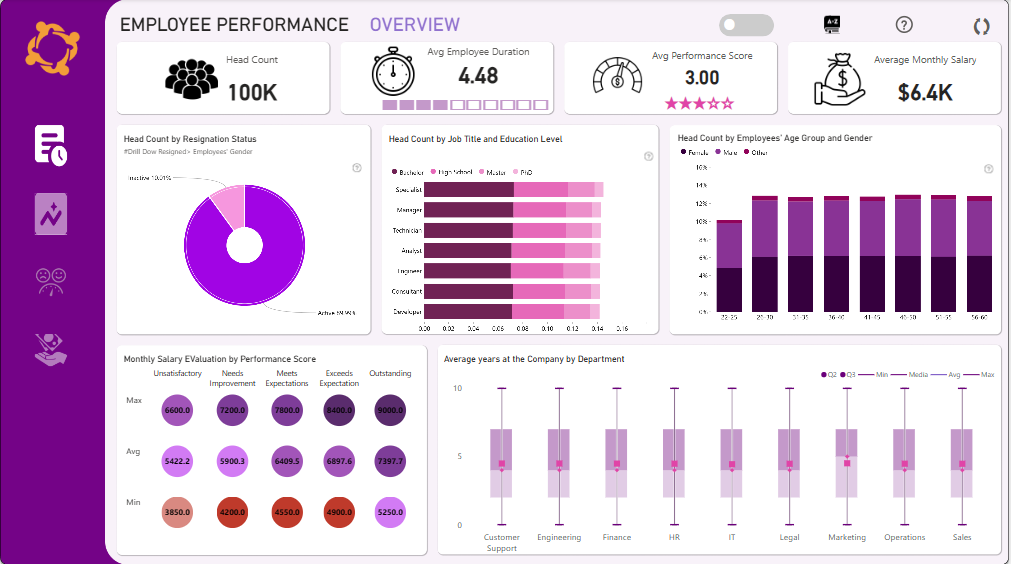 EMPLOYEE PERFORMANCE OVERVIEW
A-Z
?
Head Count
100K
Avg Employee Duration
4.48
Avg Performance Score
3.00
Average Monthly Salary
$6.4K
$
Head Count by Resignation Status
#Drill Dow Resigned> Employees' Gender
?
Inactive 10.01%
Active 89.99%
Head Count by Job Title and Education Level
?
Bachelor High School Master PhD
Specialist
Manager
Technician
Analyst
Engineer
Consultant
Developer
0.00 0.02 0.04 0.06 0.08 0.10 0.12 0.14 0.16
Head Count by Employees' Age Group and Gender
Female Male Other
?
16%
14%
12%
10%
8%
6%
4%
2%
0%
22-25 26-30 31-35 36-40 41-45 46-50 51-55 56-60
Monthly Salary EValuation by Performance Score
Unsatisfactory Needs Improvement Meets Expectations Exceeds Expectation Outstanding
Max 6600.0 7200.0 7800.0 8400.0 9000.0
Avg 5422.2 5900.3 6409.5 6897.6 7397.7
Min 3850.0 4200.0 4550.0 4900.0 5250.0
Average years at the Company by Department
Q2 Q3 Min Media Avg Max
10
5
0
Customer Support Engineering Finance HR IT Legal Marketing Operations Sales